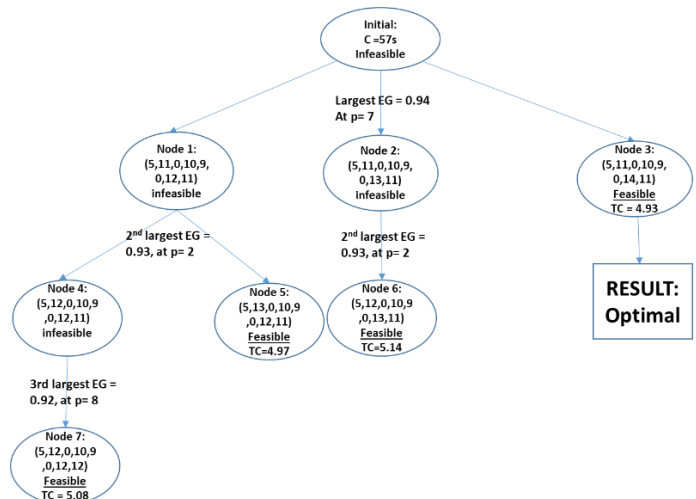 Initial:
C =57s
Infeasible
Largest EG = 0.94
At p= 7
Node 1:
(5,11,0,10,9,
0,12,11)
infeasible
Node 2:
(5,11,0,10,9,
0,13,11)
infeasible
Node 3:
(5,11,0,10,9,
0,14,11)
Feasible
TC = 4.93
2nd largest EG =
0.93, at p= 2
2nd largest EG =
0.93, at p= 2
Node 4:
(5,12,0,10,9
,0,12,11)
infeasible
Node 5:
(5,13,0,10,9
,0,12,11)
Feasible
TC=4.97
Node 6:
(5,12,0,10,9
,0,13,11)
Feasible
TC=5.14
RESULT:
Optimal
3rd largest EG =
0.92, at p= 8
Node 7:
(5,12,0,10,9
,0,12,12)
Feasible
TC = 5.08